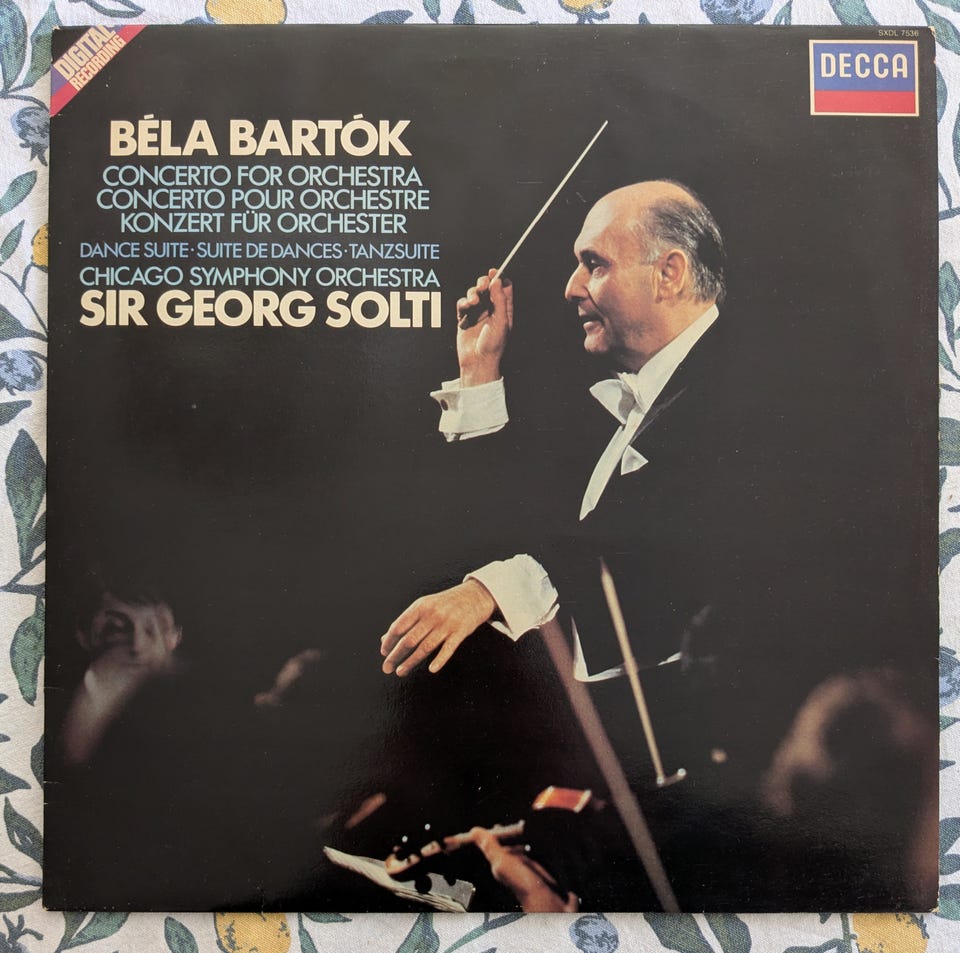 DIGITAL
RECORDING
SXDL 7536
DECCA
BÉLA BARTÓK
CONCERTO FOR ORCHESTRA
CONCERTO POUR ORCHESTRE
KONZERT FÜR ORCHESTER
DANCE SUITE · SUITE DE DANCES · TANZSUITE
CHICAGO SYMPHONY ORCHESTRA
SIR GEORG SOLTI